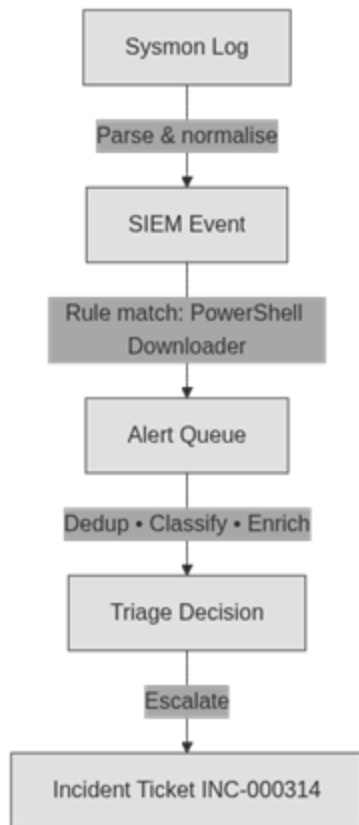 Sysmon Log
Parse & normalise
SIEM Event
Rule match: PowerShell
Downloader
Alert Queue
Dedup • Classify • Enrich
Triage Decision
Escalate
Incident Ticket INC-000314